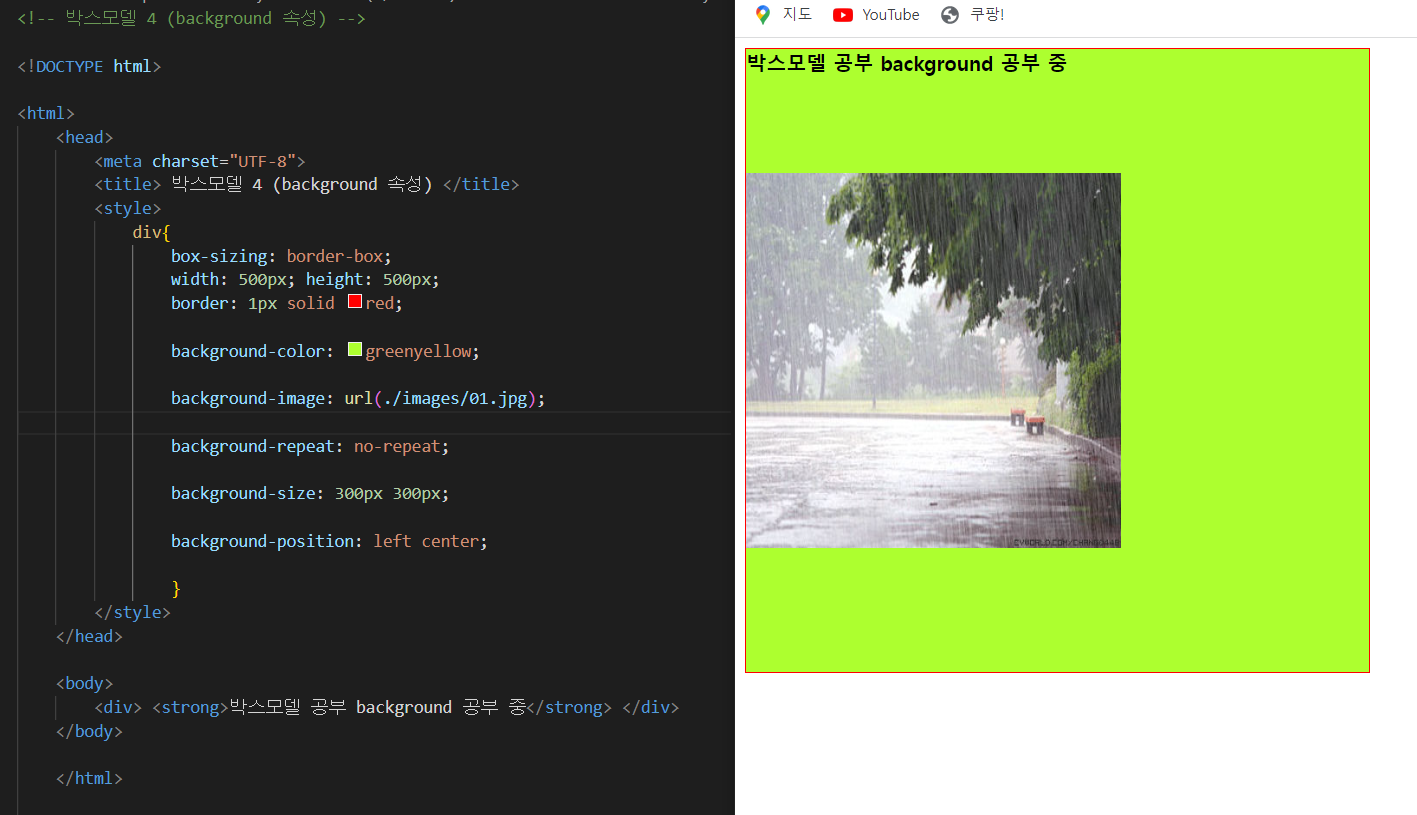 <!-- 박스모델 4 (background 속성) -->
<!DOCTYPE html>
<html>
<head>
<meta charset="UTF-8">
<title> 박스모델 4 (background 속성) </title>
<style>
div{
box-sizing: border-box;
width: 500px; height: 500px;
border: 1px solid red;
background-color: greenyellow;
background-image: url(./images/01.jpg);
background-repeat: no-repeat;
background-size: 300px 300px;
background-position: left center;
}
</style>
</head>
<body>
<div> <strong>박스모델 공부 background 공부 중</strong> </div>
</body>
</html>
지도 YouTube 쿠팡!
박스모델 공부 background 공부 중